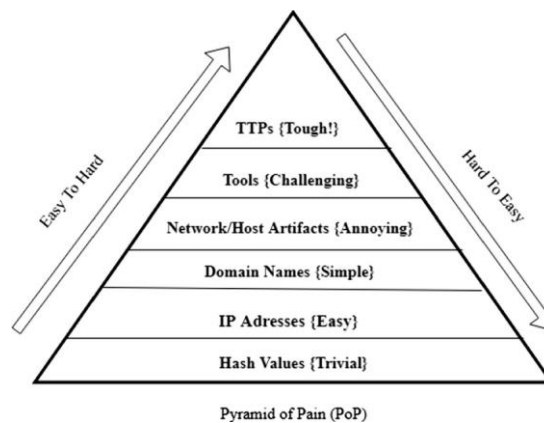 TTPs {Tough!}
Tools {Challenging}
Network/Host Artifacts {Annoying}
Domain Names {Simple}
IP Adresses {Easy}
Hash Values {Trivial}
Easy To Hard
Hard To Easy
Pyramid of Pain (PoP)